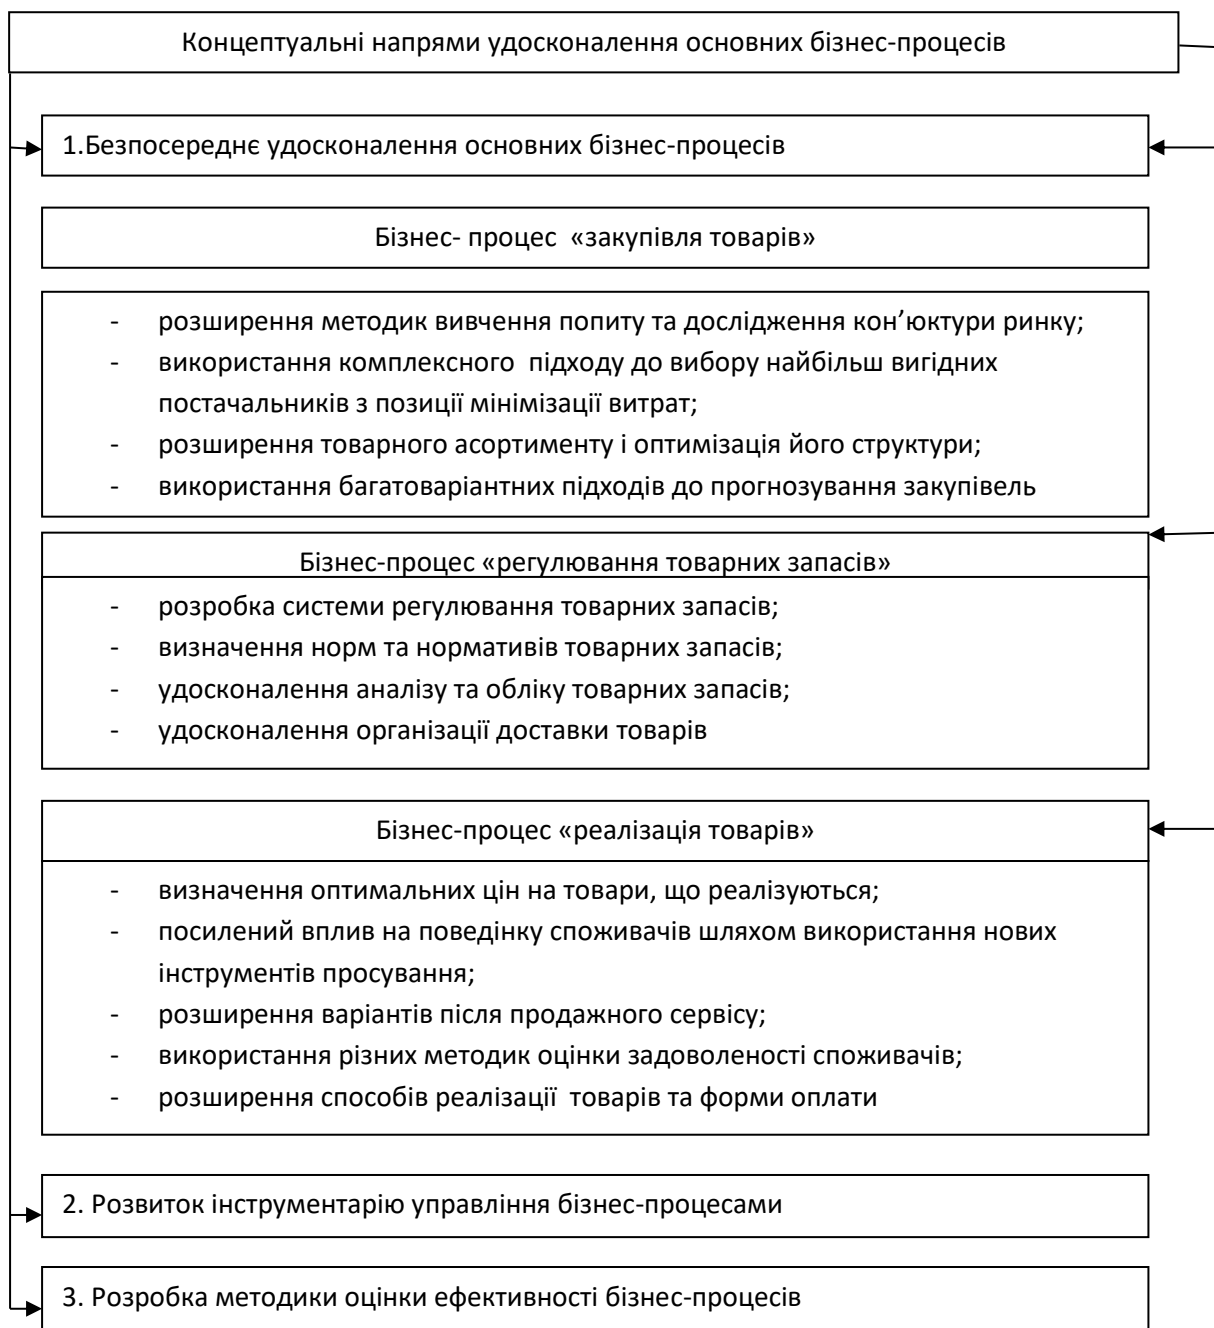 Концептуальні напрями удосконалення основних бізнес-процесів
1.Безпосереднє удосконалення основних бізнес-процесів
Бізнес- процес «закупівля товарів»
- розширення методик вивчення попиту та дослідження кон’юктури ринку;
- використання комплексного підходу до вибору найбільш вигідних
постачальників з позиції мінімізації витрат;
- розширення товарного асортименту і оптимізація його структури;
- використання багатоваріантних підходів до прогнозування закупівель
Бізнес-процес «регулювання товарних запасів»
- розробка системи регулювання товарних запасів;
- визначення норм та нормативів товарних запасів;
- удосконалення аналізу та обліку товарних запасів;
- удосконалення організації доставки товарів
Бізнес-процес «реалізація товарів»
- визначення оптимальних цін на товари, що реалізуються;
- посилений вплив на поведінку споживачів шляхом використання нових
інструментів просування;
- розширення варіантів після продажного сервісу;
- використання різних методик оцінки задоволеності споживачів;
- розширення способів реалізації товарів та форми оплати
2. Розвиток інструментарію управління бізнес-процесами
3. Розробка методики оцінки ефективності бізнес-процесів